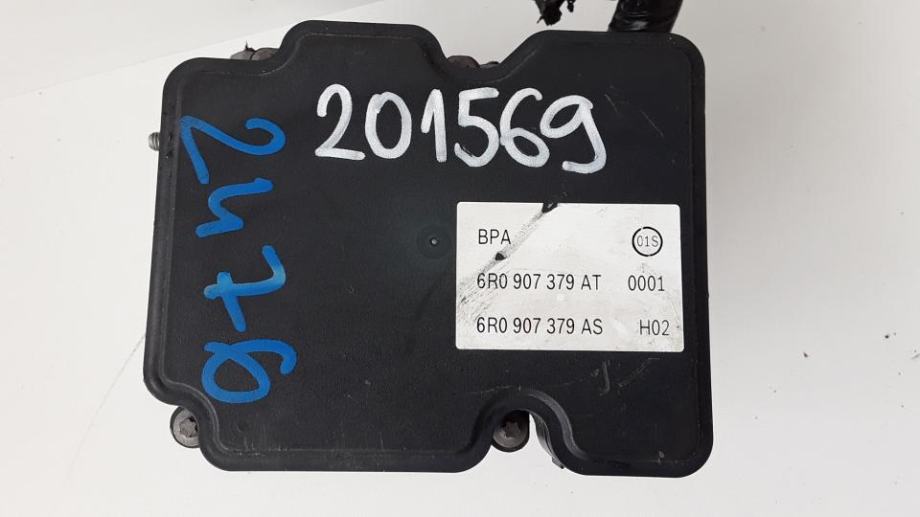 201569
2476
BPA 01S
6R0 907 379 AT 0001
6R0 907 379 AS H02